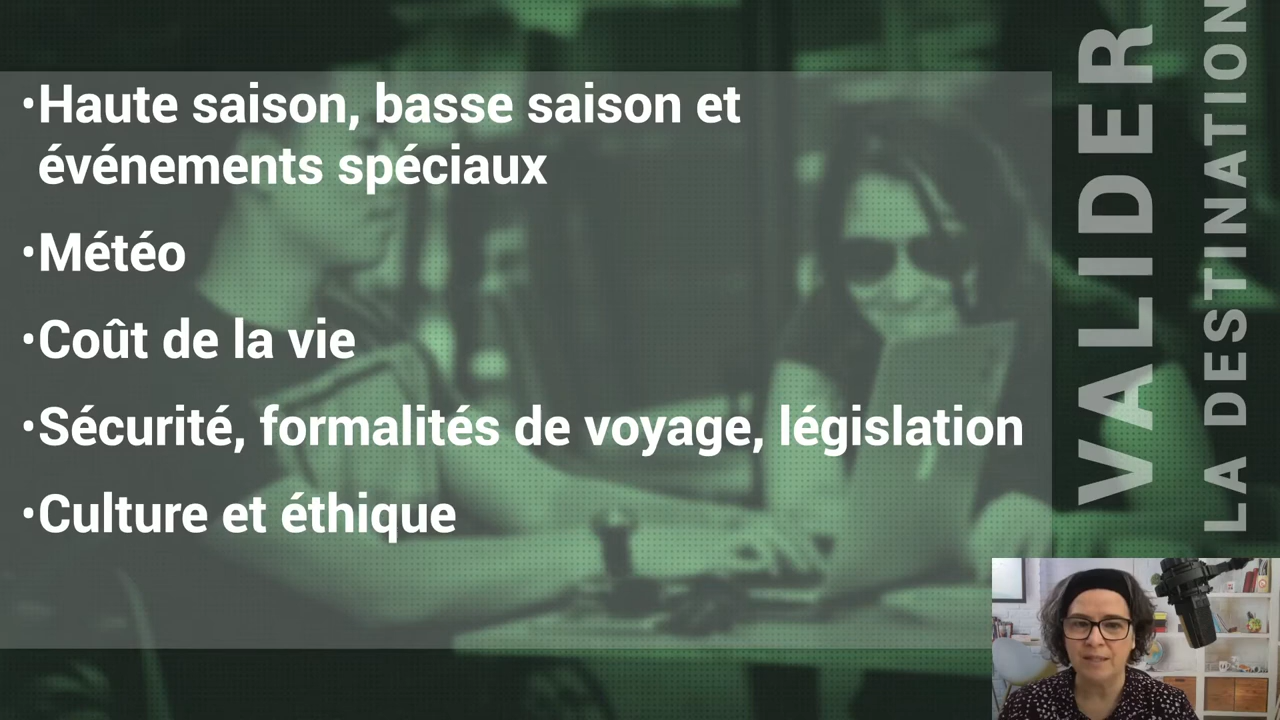 •Haute saison, basse saison et
événements spéciaux
•Météo
•Coût de la vie
•Sécurité, formalités de voyage, législation
•Culture et éthique
VALIDER
LA DESTINATION